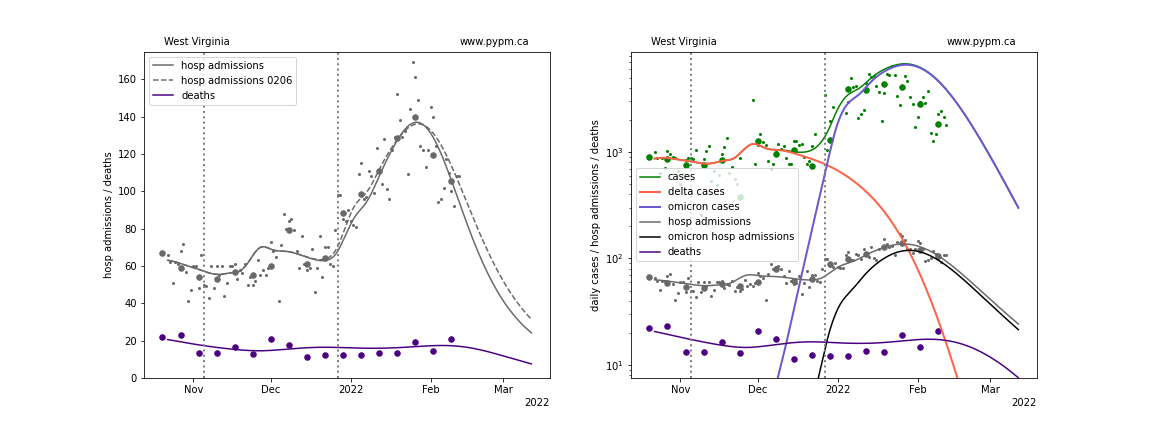 West Virginia
www.pypm.ca
hosp admissions
hosp admissions 0206
deaths
hosp admissions / deaths
160
140
120
100
80
60
40
20
0
Nov
Dec
2022
Feb
Mar
2022
West Virginia
www.pypm.ca
cases
delta cases
omicron cases
hosp admissions
omicron hosp admissions
deaths
daily cases / hosp admissions / deaths
10³
10²
10¹
Nov
Dec
2022
Feb
Mar
2022